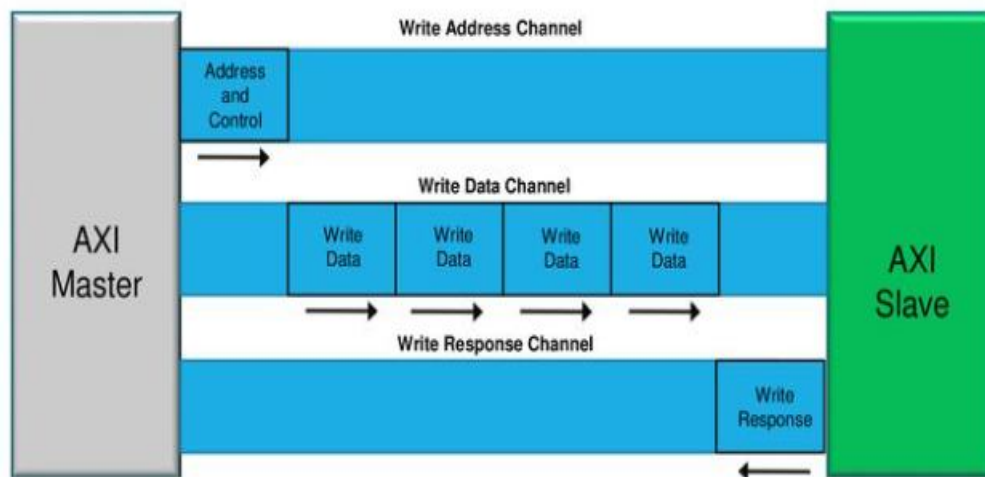 Write Address Channel
Address
and
Control
Write Data Channel
AXI
Master
Write
Data
Write
Data
Write
Data
Write
Data
AXI
Slave
Write Response Channel
Write
Response